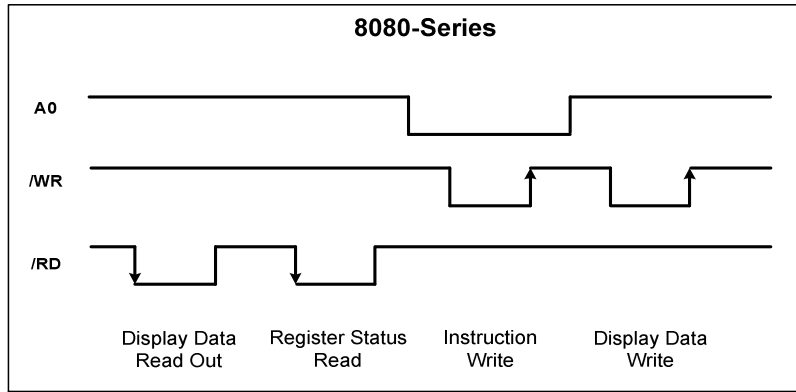 8080-Series
A0
/WR
/RD
Display Data
Read Out
Register Status
Read
Instruction
Write
Display Data
Write